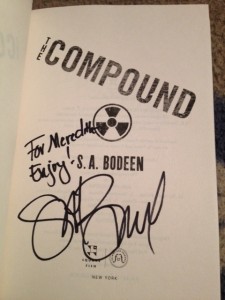 THE
COMPOUND
For Meredith
Enjoy!
S. A. BODEEN
NEW YORK